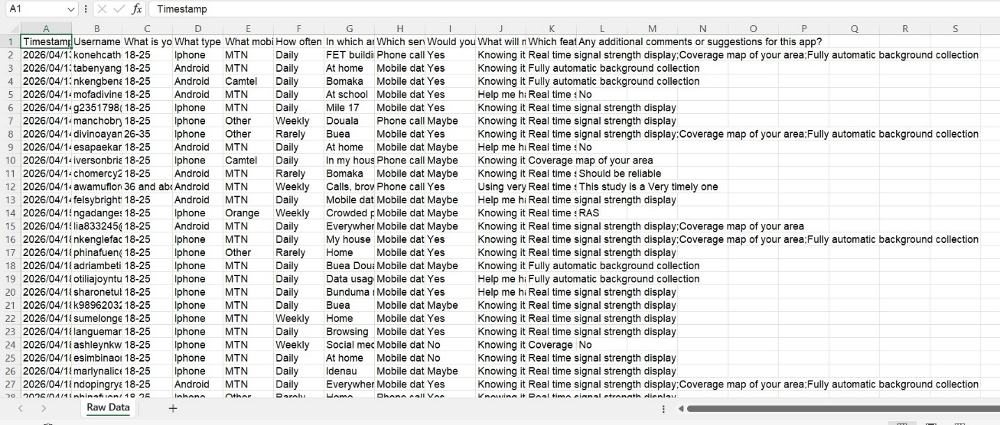 A1 fx Timestamp
A B C D E F G H I J K L M N O P Q R S
1 Timestamp Username What is yo What type What mobi How often In which ar Which serv Would you What will m Which feat Any additional comments or suggestions for this app?
2 2026/04/13 konehcath 18-25 Iphone MTN Daily FET buildi Phone call Yes Knowing it Real time signal strength display;Coverage map of your area;Fully automatic background collection
3 2026/04/13 tabenyang 18-25 Android MTN Daily At home Mobile dat Yes Knowing it Fully automatic background collection
4 2026/04/13 nkengbena 18-25 Android Camtel Daily Bomaka Mobile dat Yes Knowing it Fully automatic background collection
5 2026/04/14 mofadivine 18-25 Android MTN Daily At school Mobile dat Yes Help me ha Real time s No
6 2026/04/14 g2351798( 18-25 Iphone MTN Daily Mile 17 Mobile dat Yes Knowing it Real time signal strength display
7 2026/04/14 manchobry 18-25 Iphone Other Weekly Douala Phone call Maybe Knowing it Real time signal strength display
8 2026/04/14 divinoayan 26-35 Iphone Other Rarely Buea Mobile dat Yes Knowing it Real time signal strength display;Coverage map of your area;Fully automatic background collection
9 2026/04/14 esapaekar 18-25 Android MTN Daily At home Mobile dat Maybe Help me ha Real time s No
10 2026/04/14 iversonbria 18-25 Iphone Camtel Daily In my hous Phone call Maybe Knowing it Coverage map of your area
11 2026/04/14 chomercy2 18-25 Android MTN Rarely Bomaka Mobile dat Maybe Knowing it Real time s Should be reliable
12 2026/04/14 awamuflor 36 and abo Android MTN Weekly Calls, brow Phone call Yes Using very Real time s This study is a Very timely one
13 2026/04/14 felsybright 18-25 Android MTN Daily Mobile dat Mobile dat Maybe Help me ha Real time signal strength display
14 2026/04/15 ngadanges 18-25 Iphone Orange Weekly Crowded p Mobile dat Maybe Knowing it Real time s RAS
15 2026/04/15 lia833245@ 18-25 Android MTN Daily Everywher Mobile dat Maybe Knowing it Real time signal strength display;Coverage map of your area
16 2026/04/18 nkenglefac 18-25 Iphone MTN Daily My house Mobile dat Yes Knowing it Real time signal strength display;Coverage map of your area;Fully automatic background collection
17 2026/04/18 phinafuen@ 18-25 Iphone Other Rarely Home Mobile dat Yes Knowing it Real time signal strength display
18 2026/04/18 adriambeti 18-25 Iphone MTN Daily Buea Doua Mobile dat Maybe Knowing it Fully automatic background collection
19 2026/04/18 otiliajoyntu 18-25 Iphone MTN Daily Data usag Mobile dat Yes Help me ha Fully automatic background collection
20 2026/04/18 sharonetul 18-25 Iphone MTN Daily Bunduma Mobile dat Yes Help me ha Real time signal strength display
21 2026/04/18 k98962032 18-25 Iphone MTN Daily Buea Mobile dat Maybe Knowing it Real time signal strength display
22 2026/04/18 sumelonge 18-25 Iphone MTN Weekly Home Mobile dat Yes Knowing it Real time signal strength display
23 2026/04/18 langueman 18-25 Iphone MTN Daily Browsing Mobile dat Yes Knowing it Real time signal strength display
24 2026/04/18 ashleynkw 18-25 Iphone MTN Weekly Social med Mobile dat No Knowing it Coverage No
25 2026/04/18 esimbinao 18-25 Iphone MTN Daily At home Mobile dat No Knowing it Real time signal strength display
26 2026/04/18 marlynalice 18-25 Iphone MTN Daily Idenau Mobile dat Maybe Knowing it Real time signal strength display
27 2026/04/18 ndopingrya 18-25 Android MTN Daily Everywher Mobile dat Yes Knowing it Real time signal strength display;Coverage map of your area;Fully automatic background collection
28 2026/04/18 phinafuen@ 18-25 Iphone Other Rarely Home Phone call Yes Knowing it Real time signal strength display
Raw Data